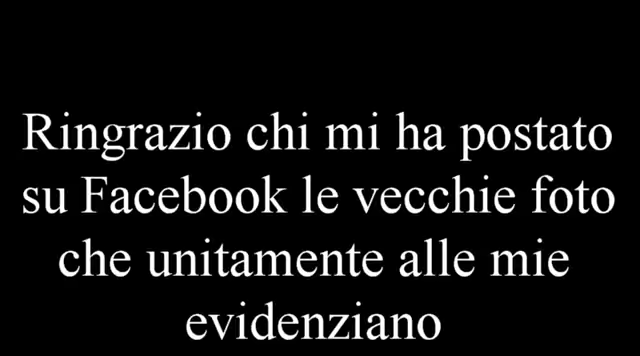 Ringrazio chi mi ha postato
su Facebook le vecchie foto
che unitamente alle mie
evidenziano